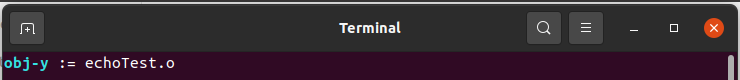 Terminal
obj-y := echoTest.o